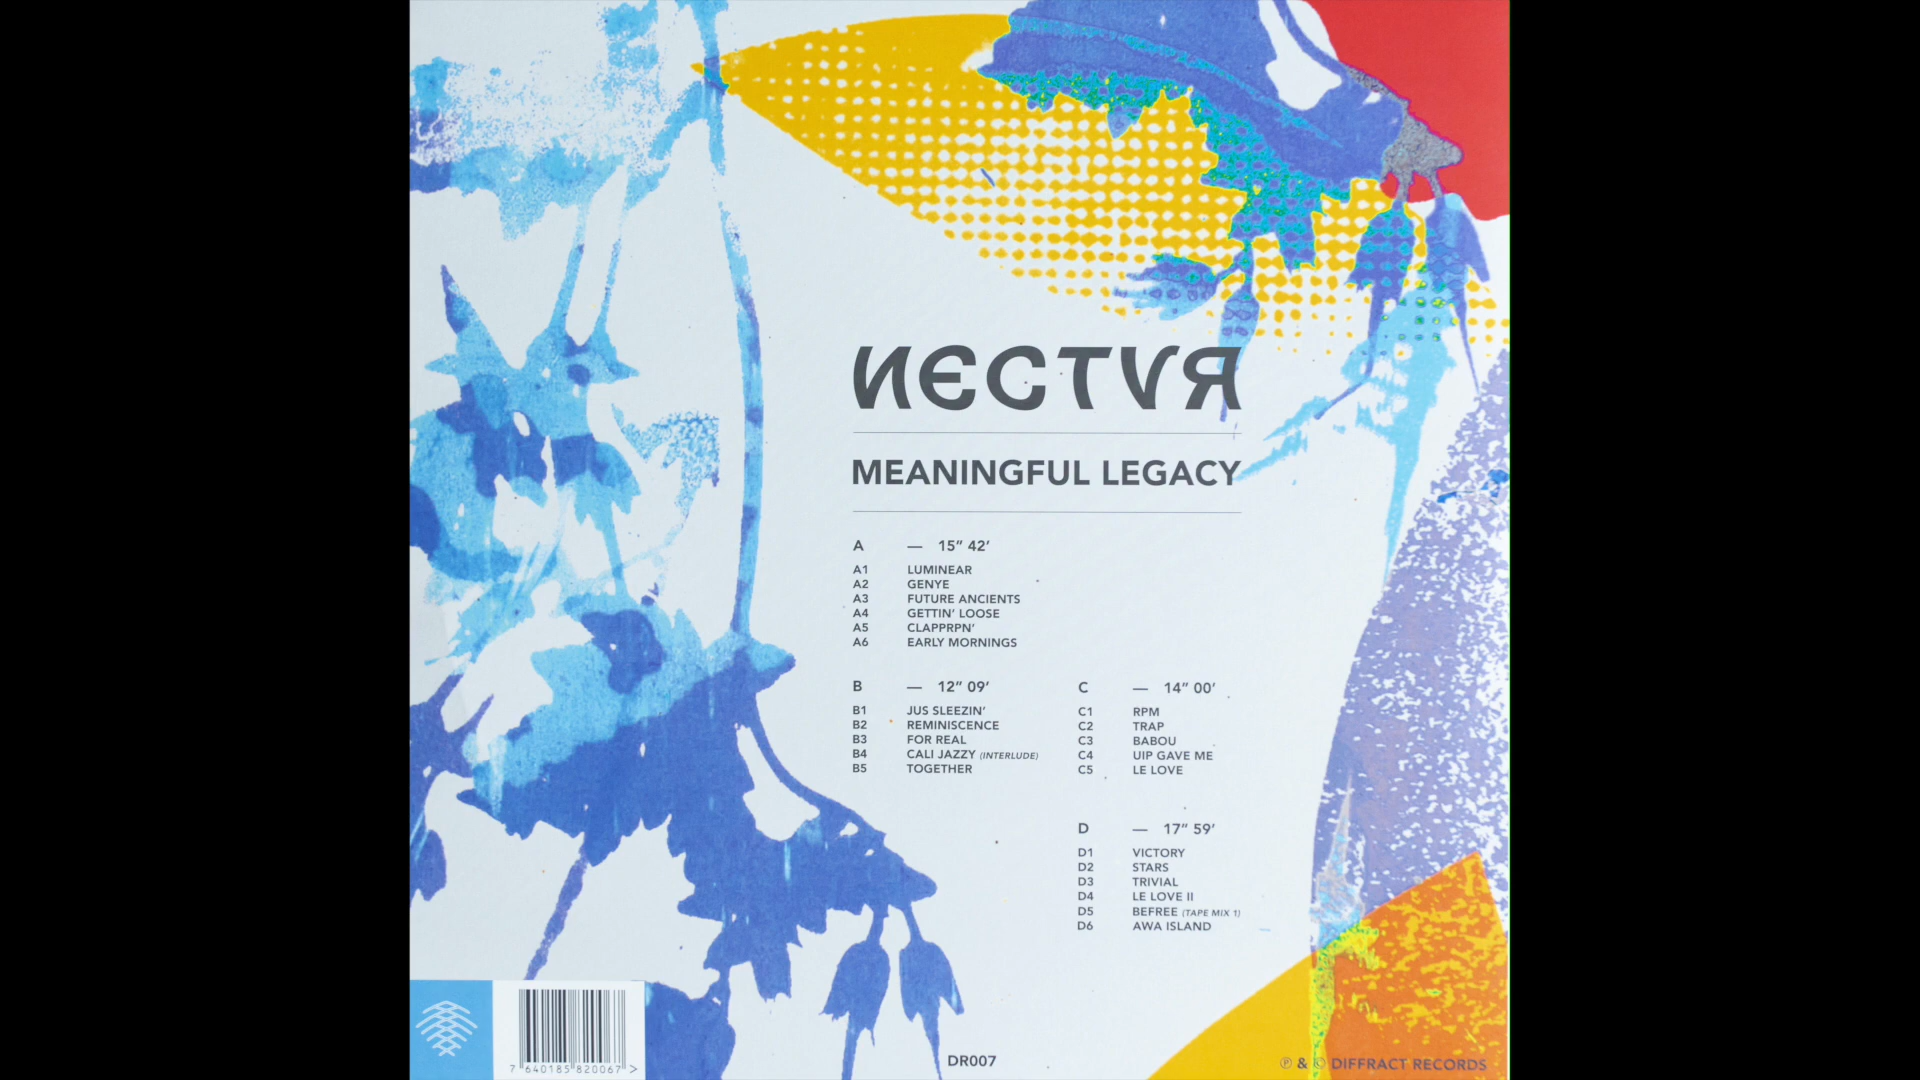 NECTVR
MEANINGFUL LEGACY
A — 15” 42’
A1 LUMINEAR
A2 GENYE
A3 FUTURE ANCIENTS
A4 GETTIN’ LOOSE
A5 CLAPPRPN’
A6 EARLY MORNINGS
B — 12” 09’
B1 JUS SLEEZIN’
B2 REMINISCENCE
B3 FOR REAL
B4 CALI JAZZY (INTERLUDE)
B5 TOGETHER
C — 14” 00’
C1 RPM
C2 TRAP
C3 BABOU
C4 UIP GAVE ME
C5 LE LOVE
D — 17” 59’
D1 VICTORY
D2 STARS
D3 TRIVIAL
D4 LE LOVE II
D5 BEFREE (TAPE MIX 1)
D6 AWA ISLAND
7 640185 820067 >
DR007
℗ & © DIFFRACT RECORDS